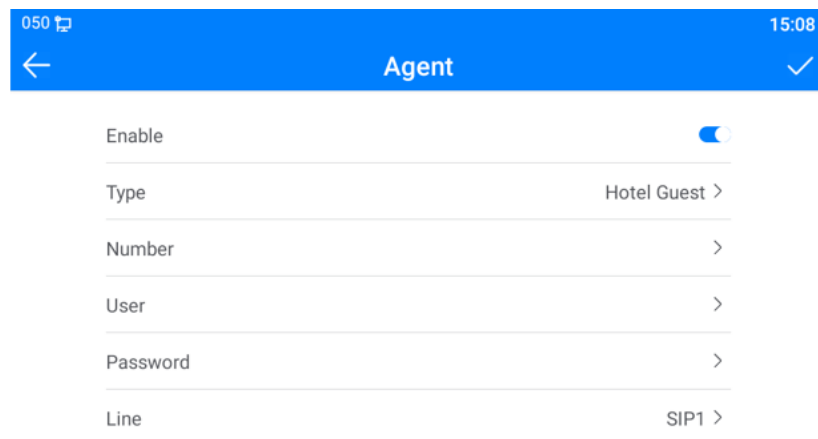 050 15:08
Agent
Enable
Type Hotel Guest
Number
User
Password
Line SIP1